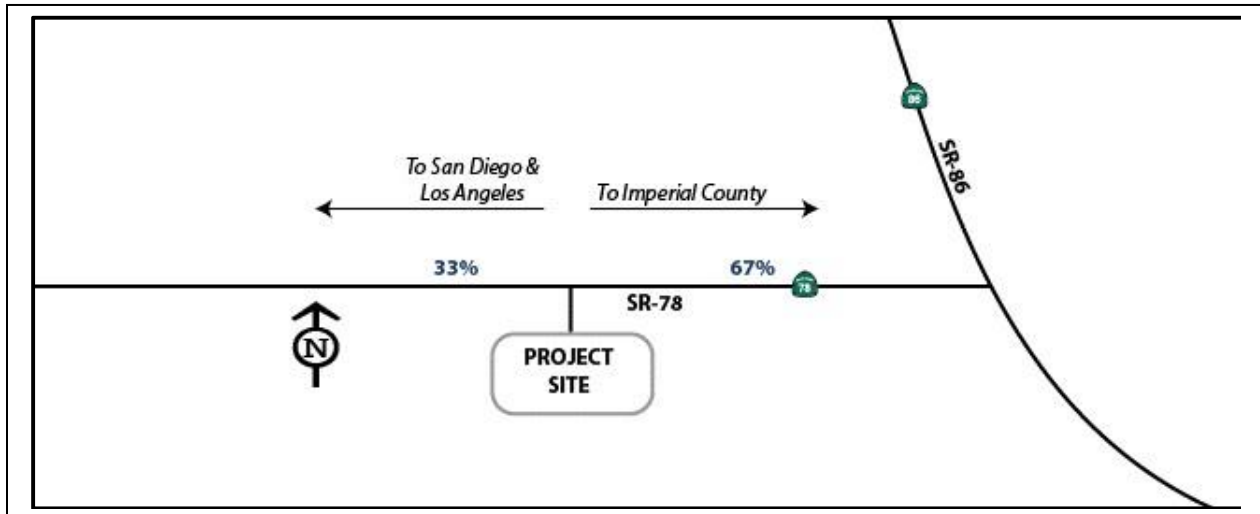 86
SR-86
To San Diego &
Los Angeles
To Imperial County
33%
67%
78
SR-78
N
PROJECT
SITE